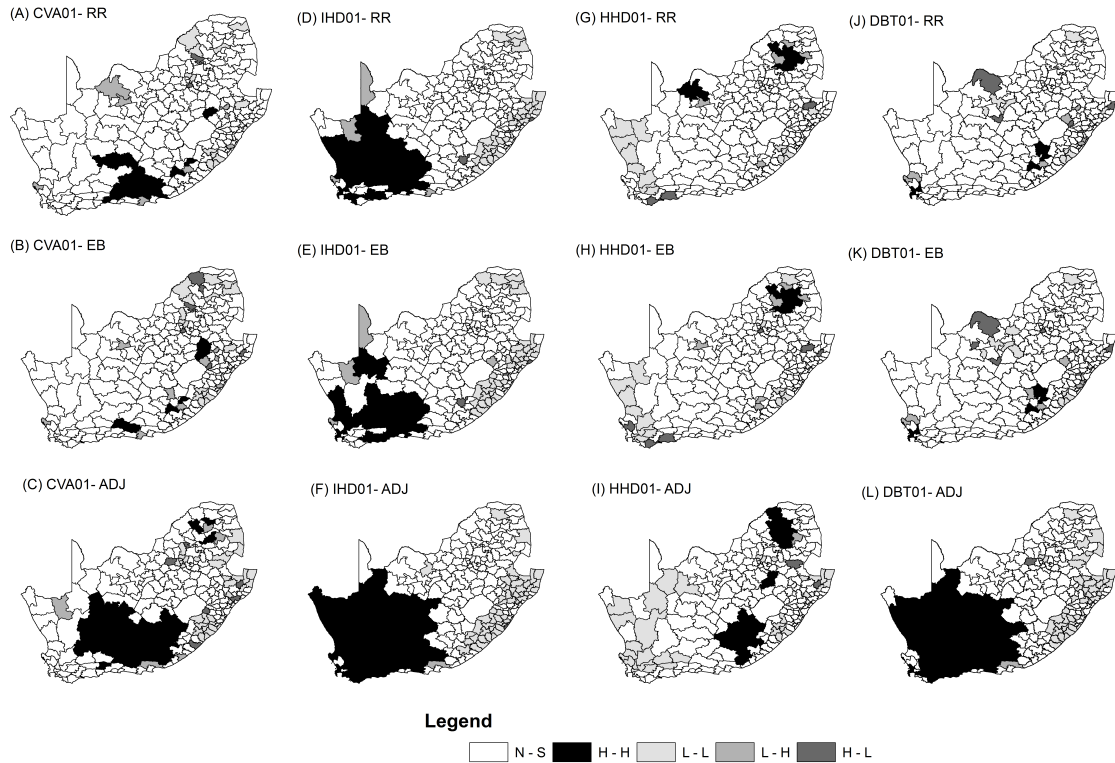 (A) CVA01- RR
(D) IHD01- RR
(G) HHD01- RR
(J) DBT01- RR
(B) CVA01- EB
(E) IHD01- EB
(H) HHD01- EB
(K) DBT01- EB
(C) CVA01- ADJ
(F) IHD01- ADJ
(I) HHD01- ADJ
(L) DBT01- ADJ
Legend
N - S
H - H
L - L
L - H
H - L